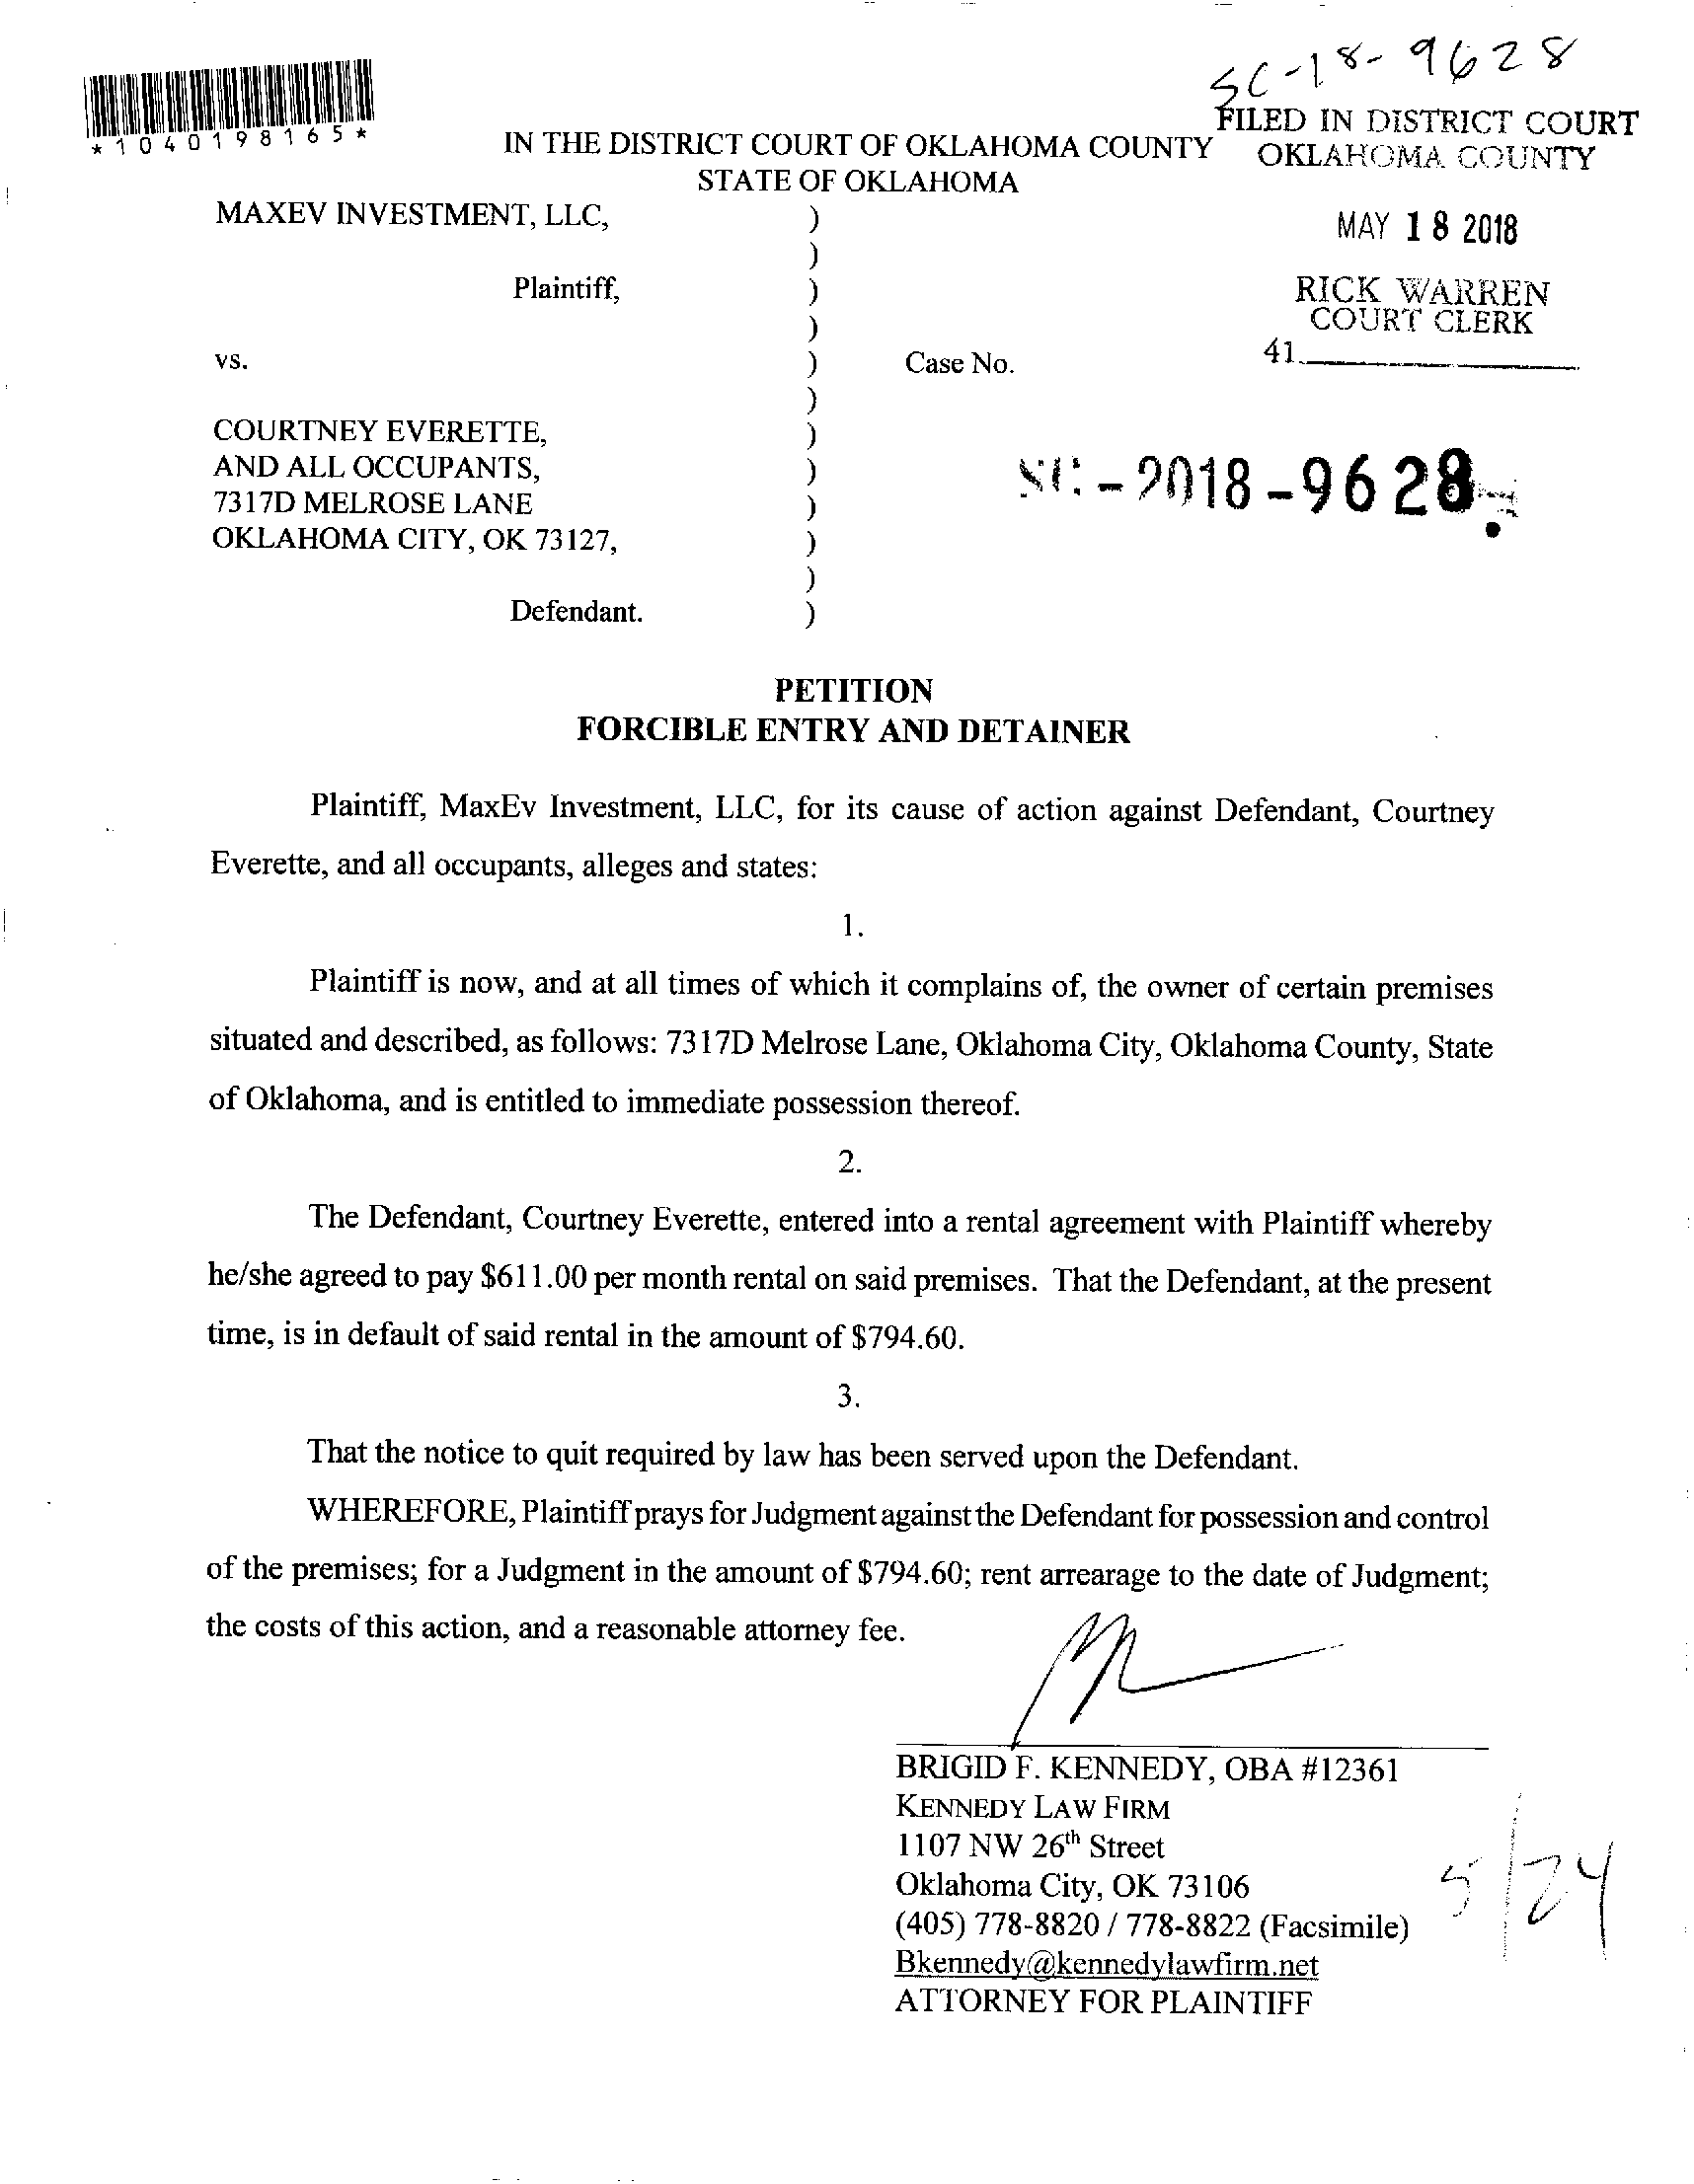 SC-18-9628
*1040198165*
FILED IN DISTRICT COURT
OKLAHOMA COUNTY
IN THE DISTRICT COURT OF OKLAHOMA COUNTY
STATE OF OKLAHOMA
MAY 18 2018
RICK WARREN
COURT CLERK
41
MAXEV INVESTMENT, LLC, )
)
Plaintiff, )
)
vs. ) Case No.
)
COURTNEY EVERETTE, )
AND ALL OCCUPANTS, )
7317D MELROSE LANE )
OKLAHOMA CITY, OK 73127, )
)
Defendant. )
SC-2018-9628
PETITION
FORCIBLE ENTRY AND DETAINER
Plaintiff, MaxEv Investment, LLC, for its cause of action against Defendant, Courtney
Everette, and all occupants, alleges and states:
1.
Plaintiff is now, and at all times of which it complains of, the owner of certain premises
situated and described, as follows: 7317D Melrose Lane, Oklahoma City, Oklahoma County, State
of Oklahoma, and is entitled to immediate possession thereof.
2.
The Defendant, Courtney Everette, entered into a rental agreement with Plaintiff whereby
he/she agreed to pay $611.00 per month rental on said premises. That the Defendant, at the present
time, is in default of said rental in the amount of $794.60.
3.
That the notice to quit required by law has been served upon the Defendant.
WHEREFORE, Plaintiff prays for Judgment against the Defendant for possession and control
of the premises; for a Judgment in the amount of $794.60; rent arrearage to the date of Judgment;
the costs of this action, and a reasonable attorney fee.
BRIGID F. KENNEDY, OBA #12361
KENNEDY LAW FIRM
1107 NW 26th Street
Oklahoma City, OK 73106
(405) 778-8820 / 778-8822 (Facsimile)
Bkennedy@kennedylawfirm.net
ATTORNEY FOR PLAINTIFF
5/24